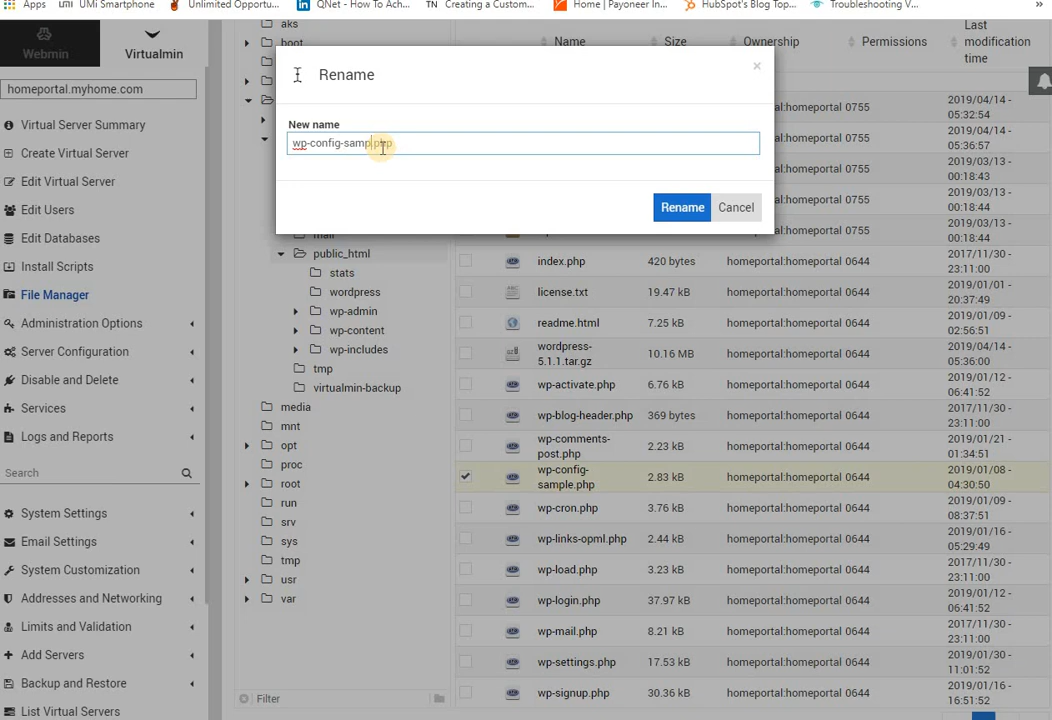 Apps
UMI Smartphone
Unlimited Opportu...
QNet - How To Ach...
TN Creating a Custom...
Home | Payoneer In...
HubSpot's Blog Top...
Troubleshooting V...
»
Webmin
Virtualmin
homeportal.myhome.com
Virtual Server Summary
Create Virtual Server
Edit Virtual Server
Edit Users
Edit Databases
Install Scripts
File Manager
Administration Options
Server Configuration
Disable and Delete
Services
Logs and Reports
Search
System Settings
Email Settings
System Customization
Addresses and Networking
Limits and Validation
Add Servers
Backup and Restore
List Virtual Servers
aks
boot
public_html
stats
wordpress
wp-admin
wp-content
wp-includes
tmp
virtualmin-backup
media
mnt
opt
proc
root
run
srv
sys
tmp
usr
var
Filter
Rename
×
New name
wp-config-samp.php
Rename
Cancel
Name
Size
Ownership
Permissions
Last modification time
al:homeportal 0755
2019/04/14 - 05:32:54
al:homeportal 0755
2019/04/14 - 05:36:57
al:homeportal 0755
2019/03/13 - 00:18:43
al:homeportal 0755
2019/03/13 - 00:18:44
al:homeportal 0755
2019/03/13 - 00:18:44
index.php 420 bytes homeportal:homeportal 0644 2017/11/30 - 23:11:00
license.txt 19.47 kB homeportal:homeportal 0644 2019/01/01 - 20:37:49
readme.html 7.25 kB homeportal:homeportal 0644 2019/01/09 - 02:56:51
wordpress-5.1.1.tar.gz 10.16 MB homeportal:homeportal 0644 2019/04/14 - 05:36:00
wp-activate.php 6.76 kB homeportal:homeportal 0644 2019/01/12 - 06:41:52
wp-blog-header.php 369 bytes homeportal:homeportal 0644 2017/11/30 - 23:11:00
wp-comments-post.php 2.23 kB homeportal:homeportal 0644 2019/01/21 - 01:34:51
wp-config-sample.php 2.83 kB homeportal:homeportal 0644 2019/01/08 - 04:30:50
wp-cron.php 3.76 kB homeportal:homeportal 0644 2019/01/09 - 08:37:51
wp-links-opml.php 2.44 kB homeportal:homeportal 0644 2019/01/16 - 05:29:49
wp-load.php 3.23 kB homeportal:homeportal 0644 2017/11/30 - 23:11:00
wp-login.php 37.97 kB homeportal:homeportal 0644 2019/01/12 - 06:41:52
wp-mail.php 8.21 kB homeportal:homeportal 0644 2017/11/30 - 23:11:00
wp-settings.php 17.53 kB homeportal:homeportal 0644 2019/01/30 - 11:01:52
wp-signup.php 30.36 kB homeportal:homeportal 0644 2019/01/16 - 16:51:52